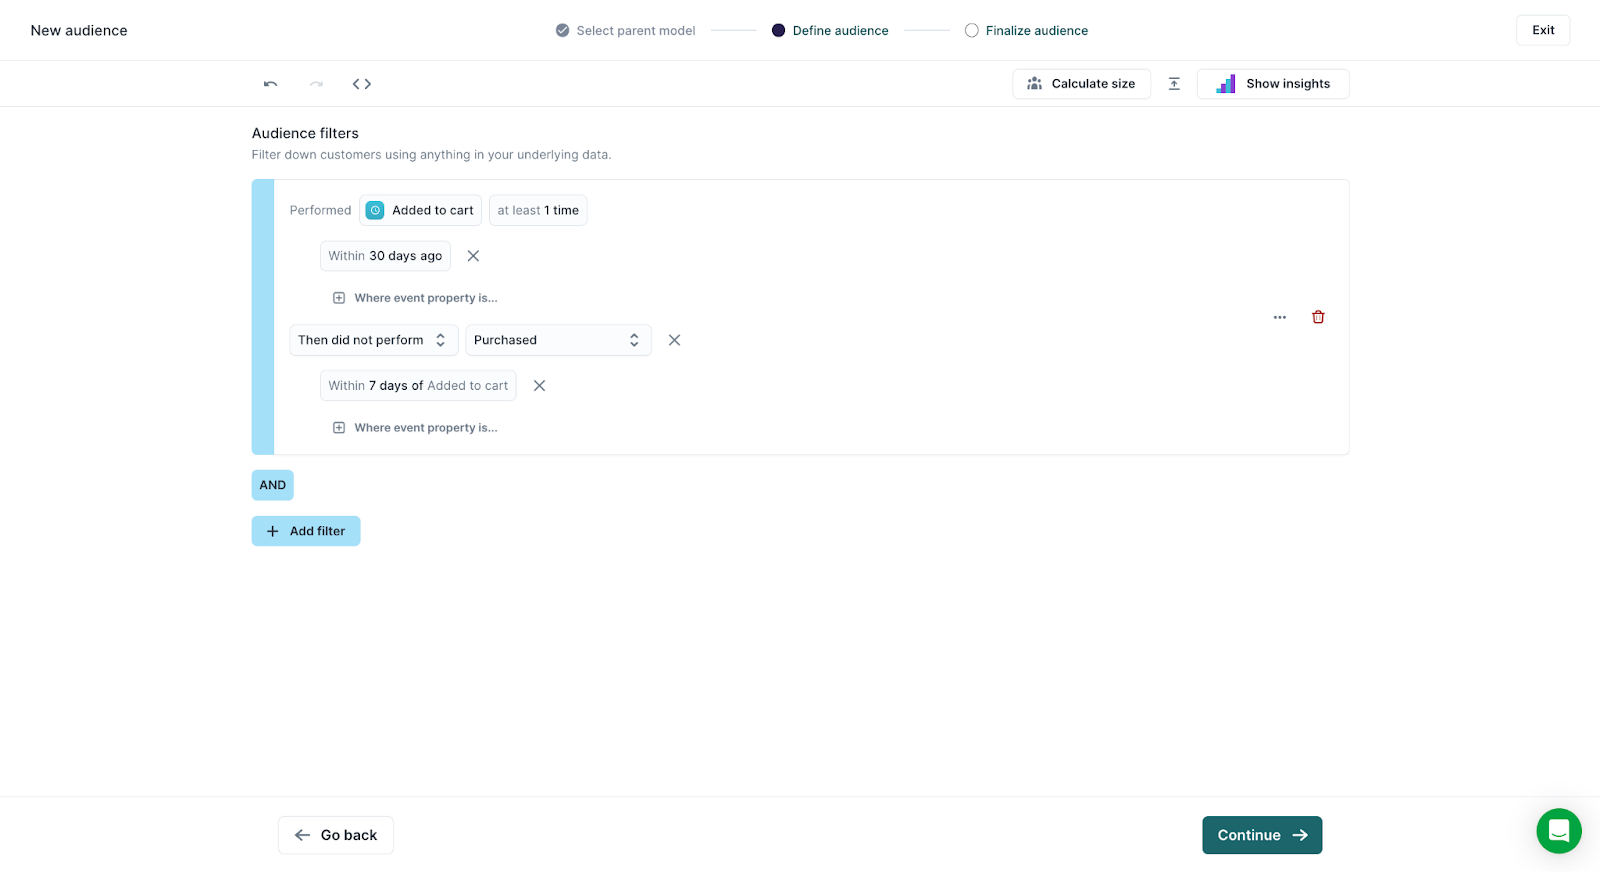 New audience
Select parent model
Define audience
Finalize audience
Exit
Calculate size
Show insights
Audience filters
Filter down customers using anything in your underlying data.
Performed Added to cart at least 1 time
Within 30 days ago
Where event property is...
Then did not perform Purchased
Within 7 days of Added to cart
Where event property is...
AND
Add filter
Go back
Continue